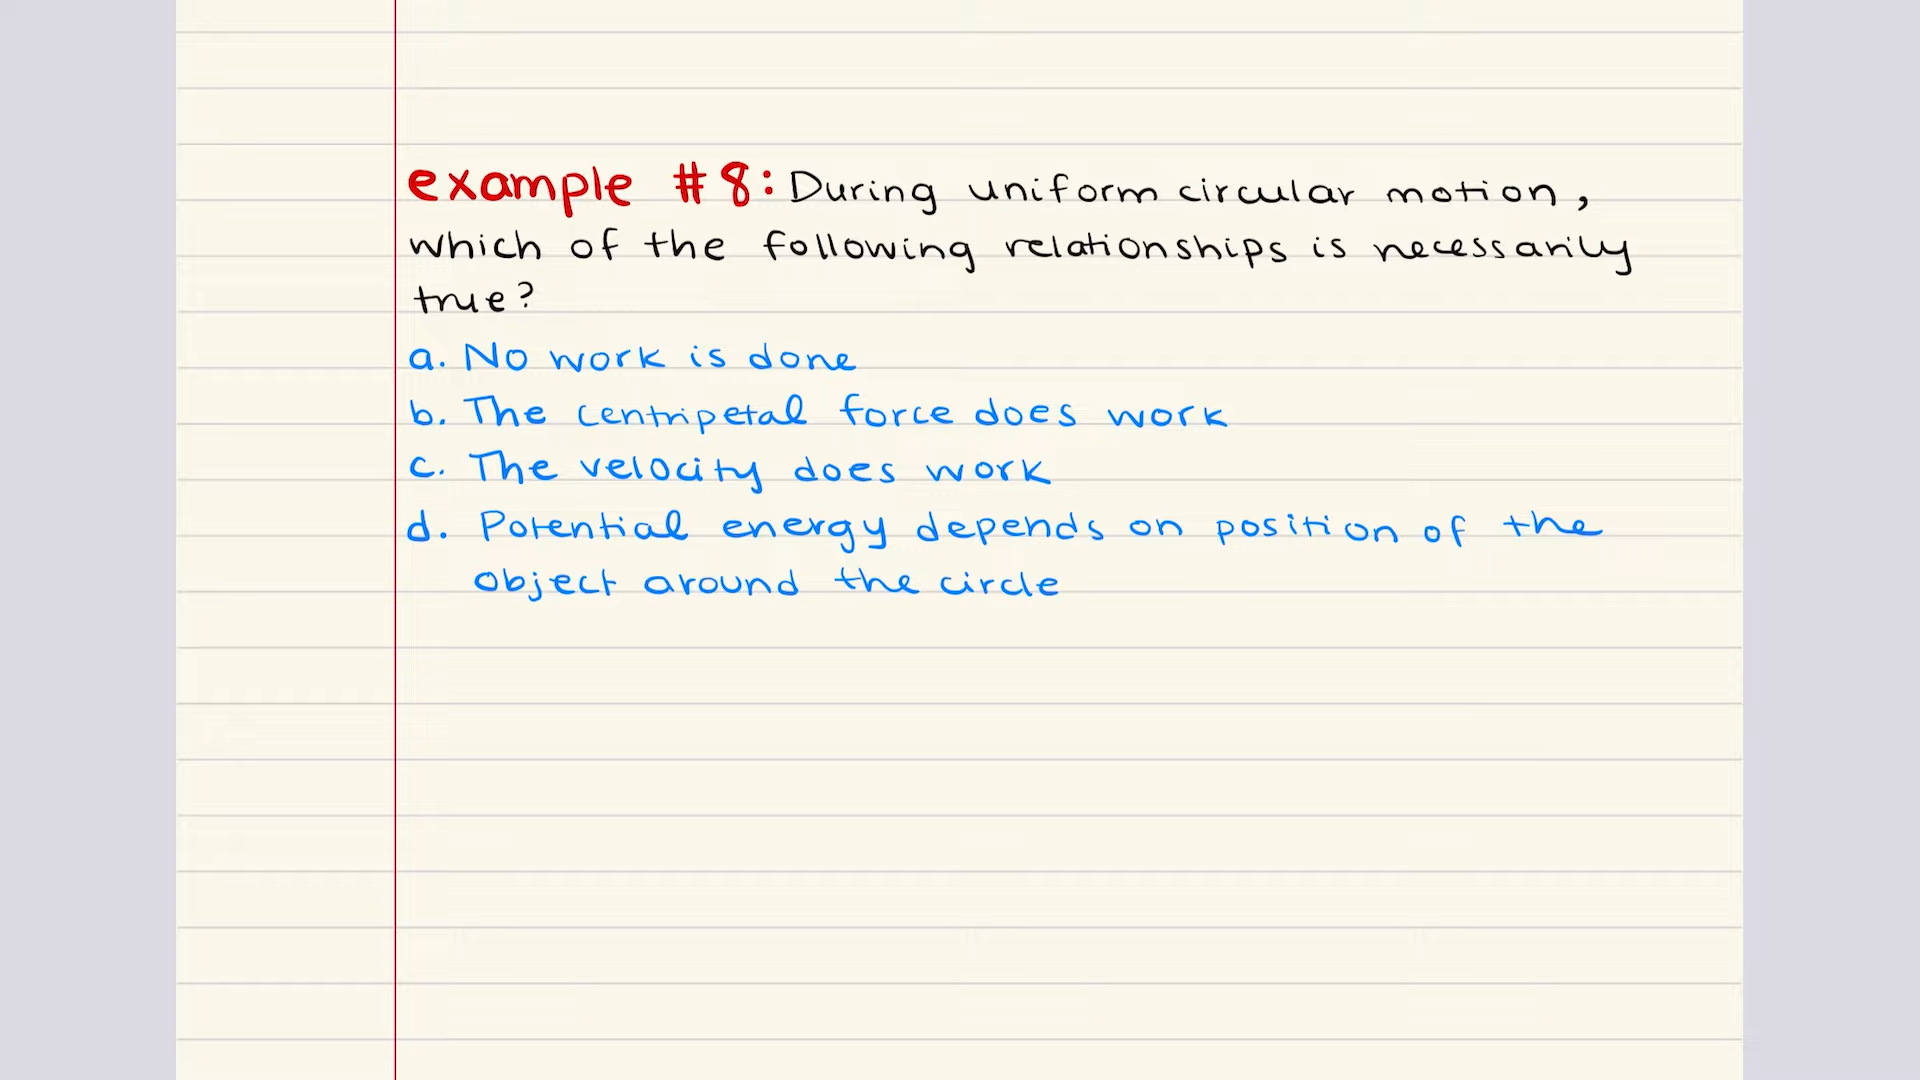 example #8: During uniform circular motion,
which of the following relationships is necessarily
true?
a. No work is done
b. The centripetal force does work
c. The velocity does work
d. Potential energy depends on position of the
object around the circle